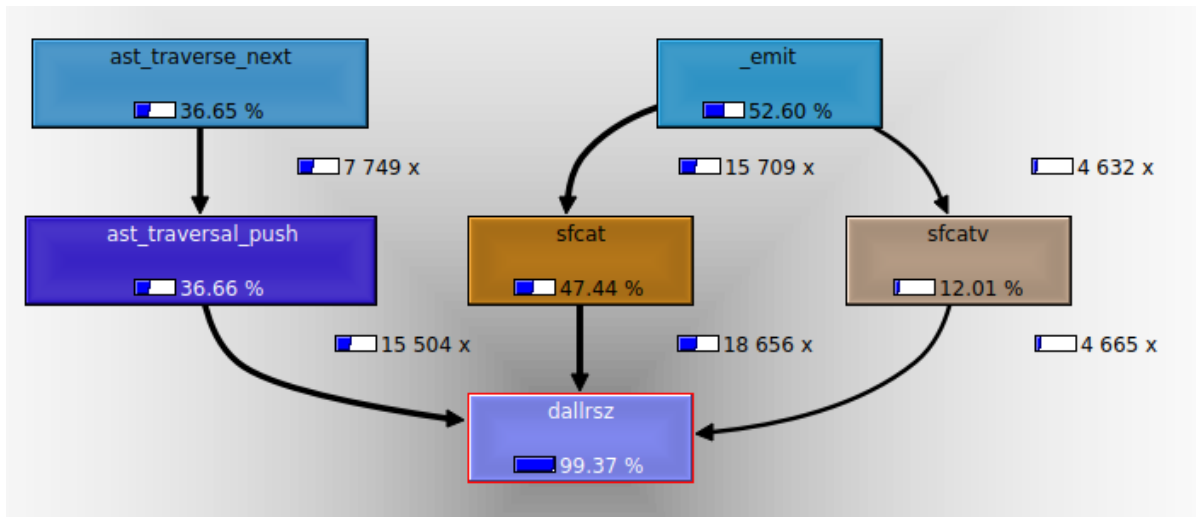 ast_traverse_next
36.65 %
_emit
52.60 %
7 749 x
15 709 x
4 632 x
ast_traversal_push
36.66 %
sfcat
47.44 %
sfcatv
12.01 %
15 504 x
18 656 x
4 665 x
dallrsz
99.37 %